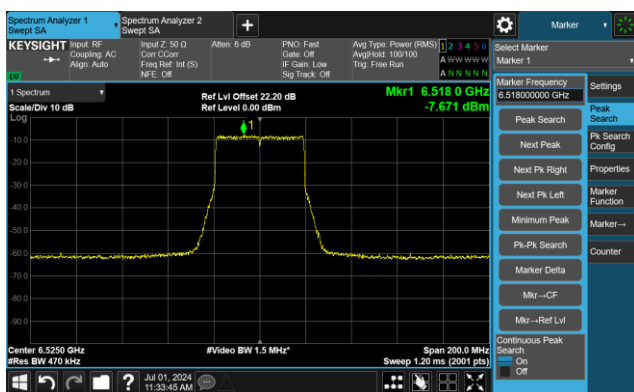 Spectrum Analyzer 1
Swept SA
Spectrum Analyzer 2
Swept SA
+
Marker
KEYSIGHT
Input: RF
Coupling: AC
Align: Auto
Input Z: 50 Ω
Corr CCorr
Freq Ref: Int (S)
NFE: Off
Atten: 6 dB
PNO: Fast
Gate: Off
IF Gain: Low
Sig Track: Off
Avg Type: Power (RMS)
Avg|Hold: 100/100
Trig: Free Run
1 2 3 4 5 6
A W W W W W
A N N N N N
Select Marker
Marker 1
1 Spectrum
Scale/Div 10 dB
Log
Ref Lvl Offset 22.20 dB
Ref Level 0.00 dBm
Mkr1 6.518 0 GHz
-7.671 dBm
1
-10.0
-20.0
-30.0
-40.0
-50.0
-60.0
-70.0
-80.0
-90.0
Center 6.5250 GHz
#Res BW 470 kHz
#Video BW 1.5 MHz*
Span 200.0 MHz
Sweep 1.20 ms (2001 pts)
Marker Frequency
6.518000000 GHz
Peak Search
Next Peak
Next Pk Right
Next Pk Left
Minimum Peak
Pk-Pk Search
Marker Delta
Mkr→CF
Mkr→Ref Lvl
Continuous Peak
Search
On
Off
Settings
Peak
Search
Pk Search
Config
Properties
Marker
Function
Marker→
Counter
?
Jul 01, 2024
11:33:45 AM